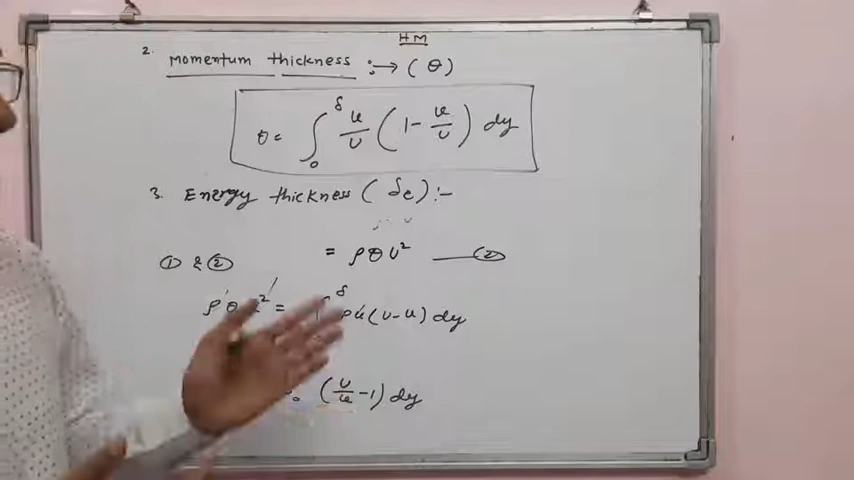 HM
2. Momentum thickness :→ (θ)
θ = ∫₀^δ u/U (1 - u/U) dy
3. Energy thickness ( δe ) :-
= ρθU² —— ②
① & ②
ρθU² = ∫^δ ρu(U-u) dy
(U/u -1) dy